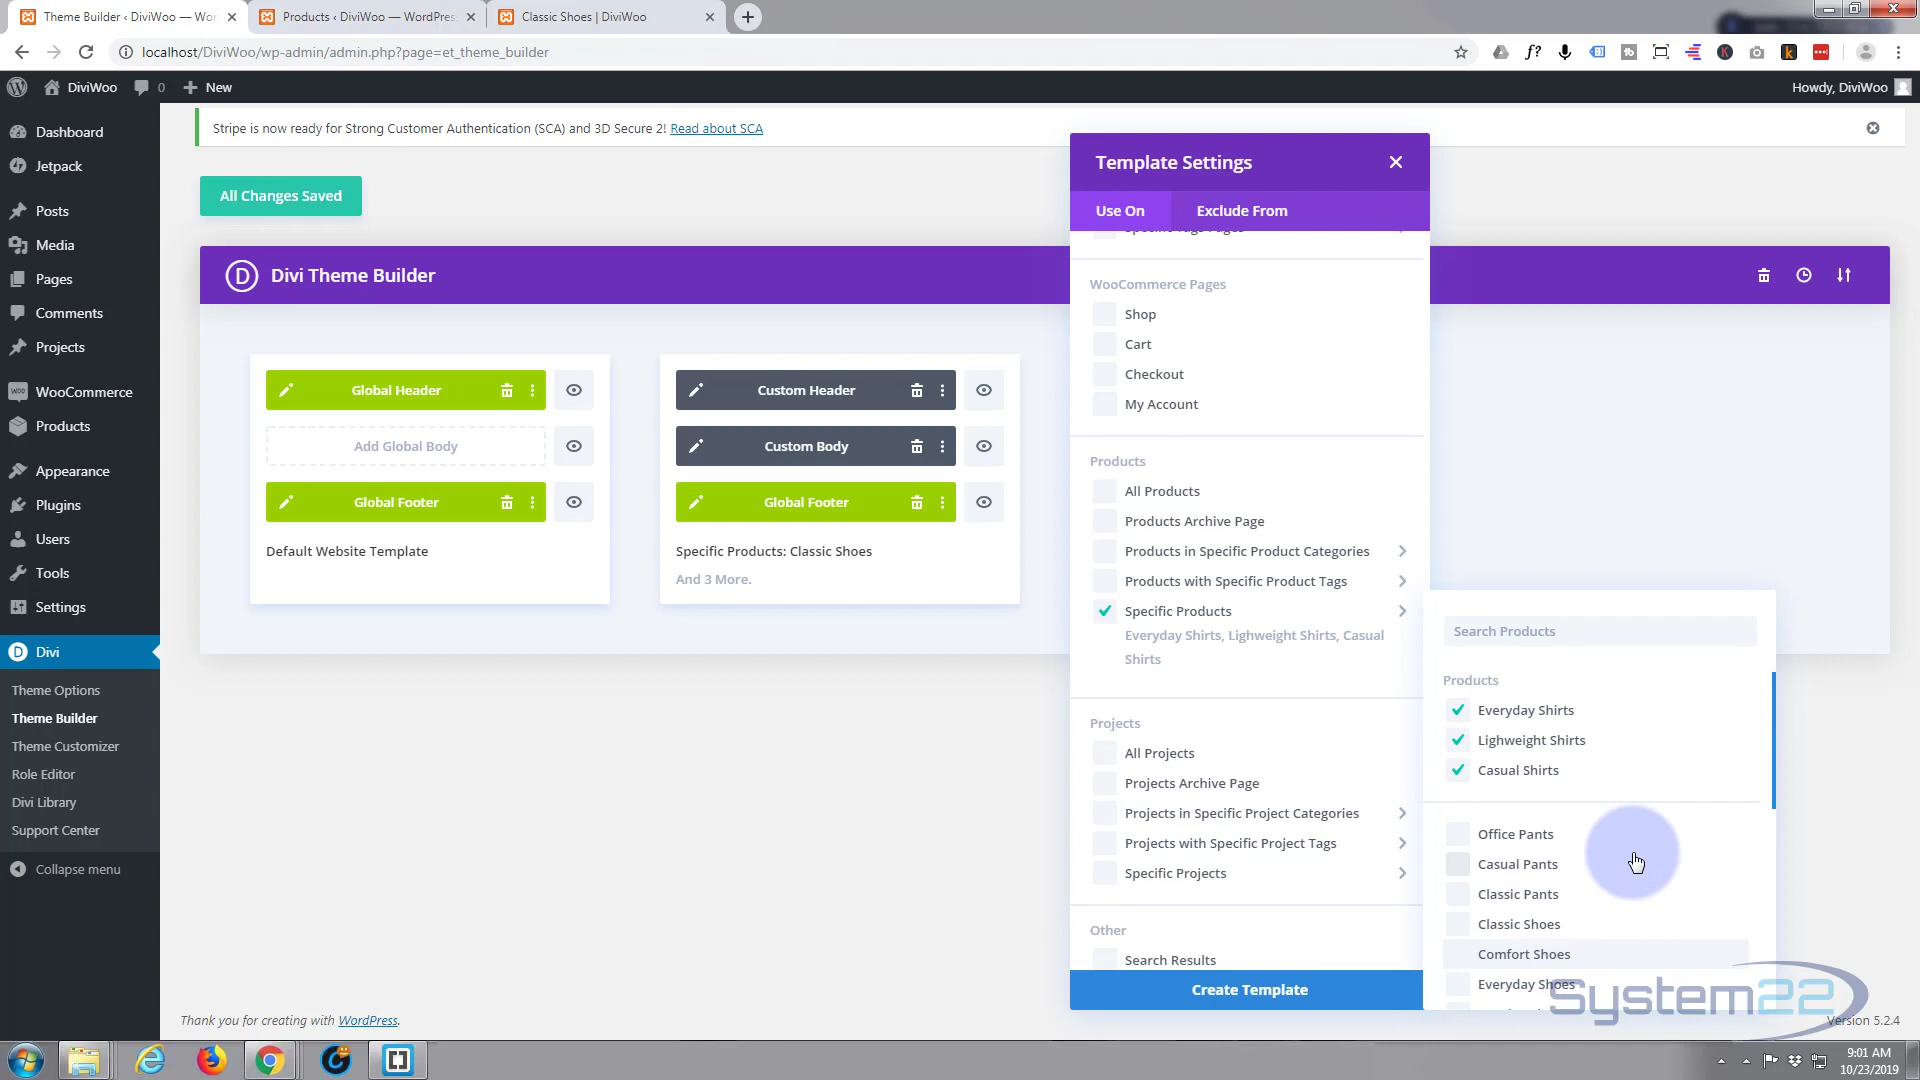 Theme Builder ‹ DiviWoo — Wor
Products ‹ DiviWoo — WordPress
Classic Shoes | DiviWoo
localhost/DiviWoo/wp-admin/admin.php?page=et_theme_builder
DiviWoo
0
New
Howdy, DiviWoo
Dashboard
Jetpack
Posts
Media
Pages
Comments
Projects
WooCommerce
Products
Appearance
Plugins
Users
Tools
Settings
Divi
Theme Options
Theme Builder
Theme Customizer
Role Editor
Divi Library
Support Center
Collapse menu
Stripe is now ready for Strong Customer Authentication (SCA) and 3D Secure 2! Read about SCA
All Changes Saved
Divi Theme Builder
Global Header
Add Global Body
Global Footer
Default Website Template
Custom Header
Custom Body
Global Footer
Specific Products: Classic Shoes
And 3 More.
Template Settings
Use On
Exclude From
Specific Tags Pages
WooCommerce Pages
Shop
Cart
Checkout
My Account
Products
All Products
Products Archive Page
Products in Specific Product Categories
Products with Specific Product Tags
Specific Products
Everyday Shirts, Lighweight Shirts, Casual
Shirts
Projects
All Projects
Projects Archive Page
Projects in Specific Project Categories
Projects with Specific Project Tags
Specific Projects
Other
Search Results
Create Template
Search Products
Products
Everyday Shirts
Lighweight Shirts
Casual Shirts
Office Pants
Casual Pants
Classic Pants
Classic Shoes
Comfort Shoes
Everyday Shoes
System22
Thank you for creating with WordPress.
Version 5.2.4
9:01 AM
10/23/2019